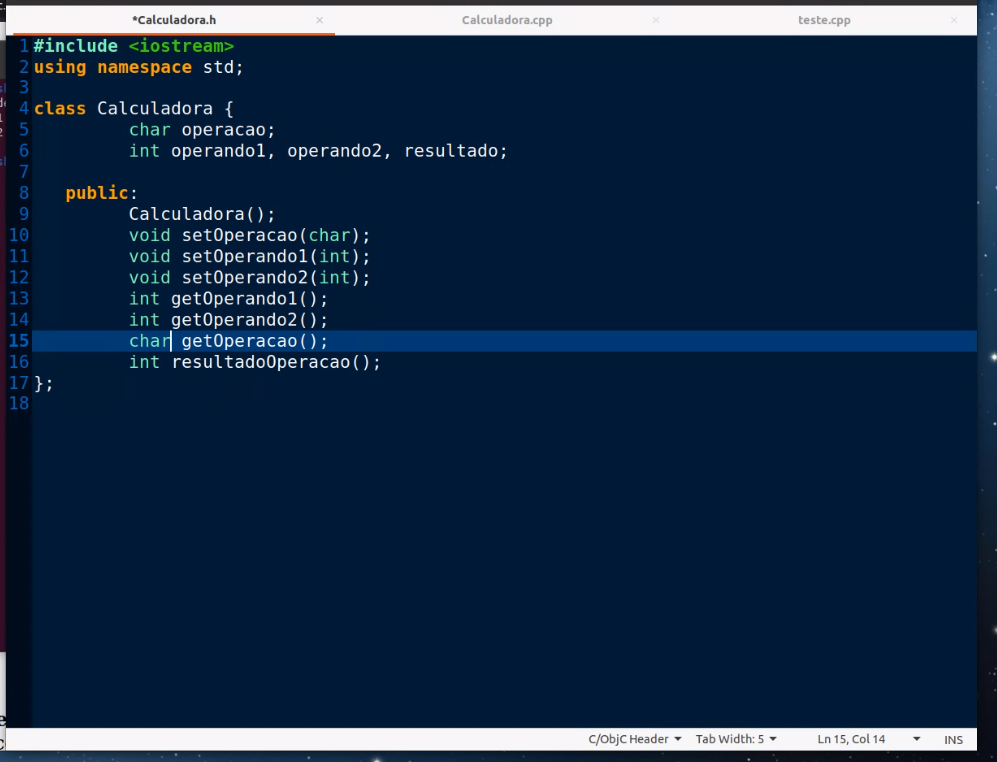 *Calculadora.h × Calculadora.cpp × teste.cpp ×
1 #include <iostream>
2 using namespace std;
3
4 class Calculadora {
5 char operacao;
6 int operando1, operando2, resultado;
7
8 public:
9 Calculadora();
10 void setOperacao(char);
11 void setOperando1(int);
12 void setOperando2(int);
13 int getOperando1();
14 int getOperando2();
15 char getOperacao();
16 int resultadoOperacao();
17 };
18
C/ObjC Header Tab Width: 5 Ln 15, Col 14 INS